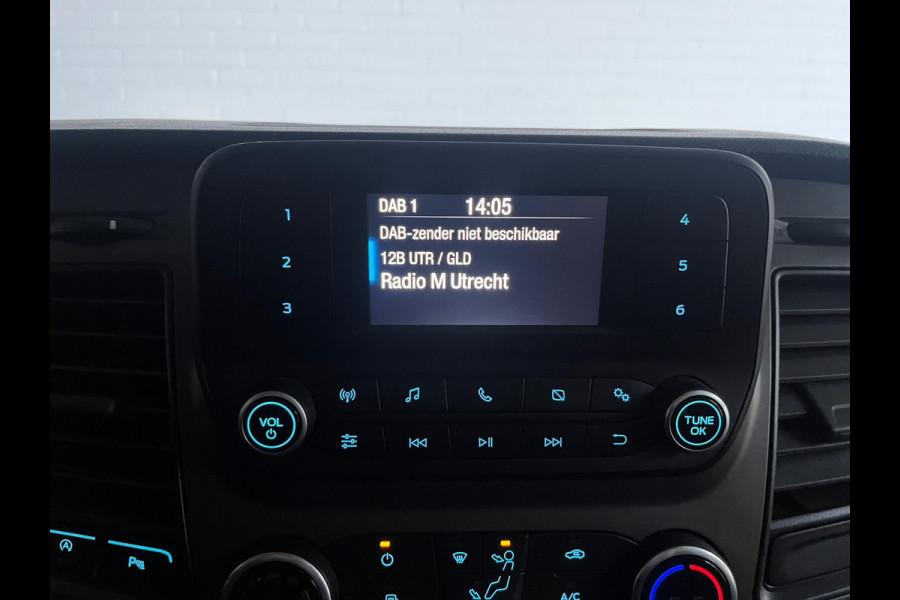 DAB 1 14:05
DAB-zender niet beschikbaar
12B UTR / GLD
Radio M Utrecht
1
2
3
4
5
6
VOL
TUNE
OK
A
P
A/C